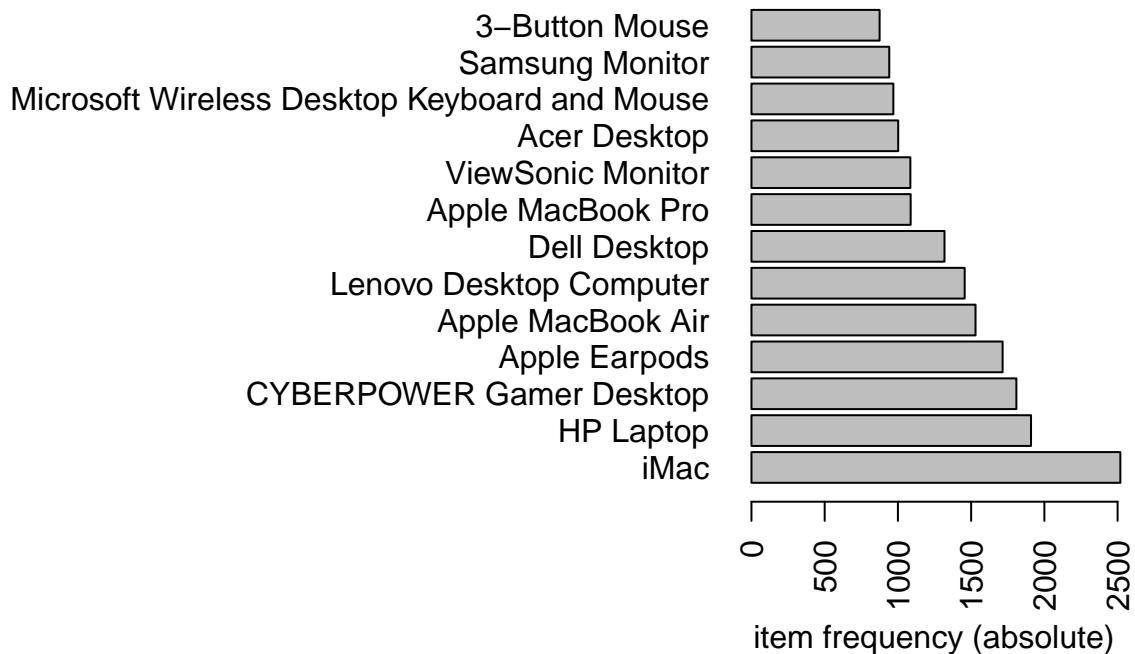 3−Button Mouse
Samsung Monitor
Microsoft Wireless Desktop Keyboard and Mouse
Acer Desktop
ViewSonic Monitor
Apple MacBook Pro
Dell Desktop
Lenovo Desktop Computer
Apple MacBook Air
Apple Earpods
CYBERPOWER Gamer Desktop
HP Laptop
iMac
0
500
1000
1500
2000
2500
item frequency (absolute)